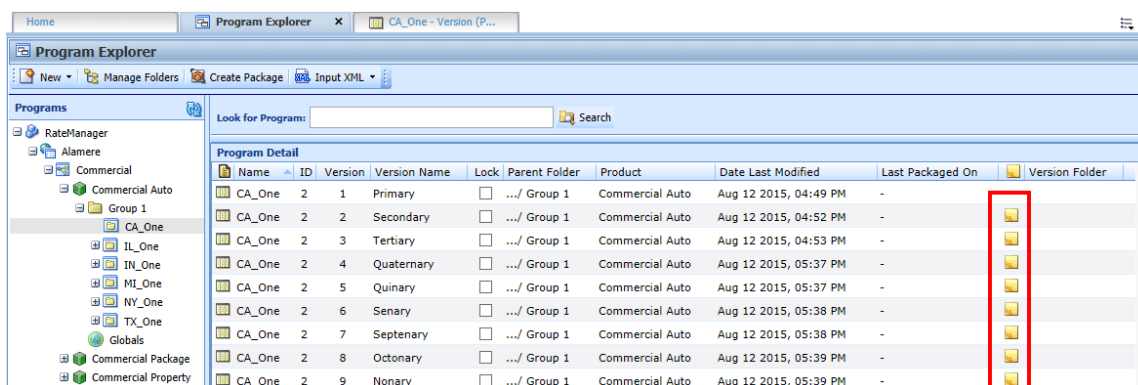 Home Program Explorer x CA_One - Version (P...
Program Explorer
New Manage Folders Create Package Input XML
Programs
Look for Program: Search
RateManager
Alamere
Program Detail
Commercial
Name ID Version Version Name Lock Parent Folder Product Date Last Modified Last Packaged On Version Folder
Commercial Auto
CA_One 2 1 Primary .../ Group 1 Commercial Auto Aug 12 2015, 04:49 PM -
Group 1
CA_One 2 2 Secondary .../ Group 1 Commercial Auto Aug 12 2015, 04:52 PM -
CA_One
CA_One 2 3 Tertiary .../ Group 1 Commercial Auto Aug 12 2015, 04:53 PM -
IL_One
IN_One
CA_One 2 4 Quaternary .../ Group 1 Commercial Auto Aug 12 2015, 05:37 PM -
MI_One
CA_One 2 5 Quinary .../ Group 1 Commercial Auto Aug 12 2015, 05:37 PM -
NY_One
CA_One 2 6 Senary .../ Group 1 Commercial Auto Aug 12 2015, 05:38 PM -
TX_One
CA_One 2 7 Septenary .../ Group 1 Commercial Auto Aug 12 2015, 05:38 PM -
Globals
CA_One 2 8 Octonary .../ Group 1 Commercial Auto Aug 12 2015, 05:39 PM -
Commercial Package
Commercial Property
CA_One 2 9 Nonary .../ Group 1 Commercial Auto Aug 12 2015, 05:39 PM -